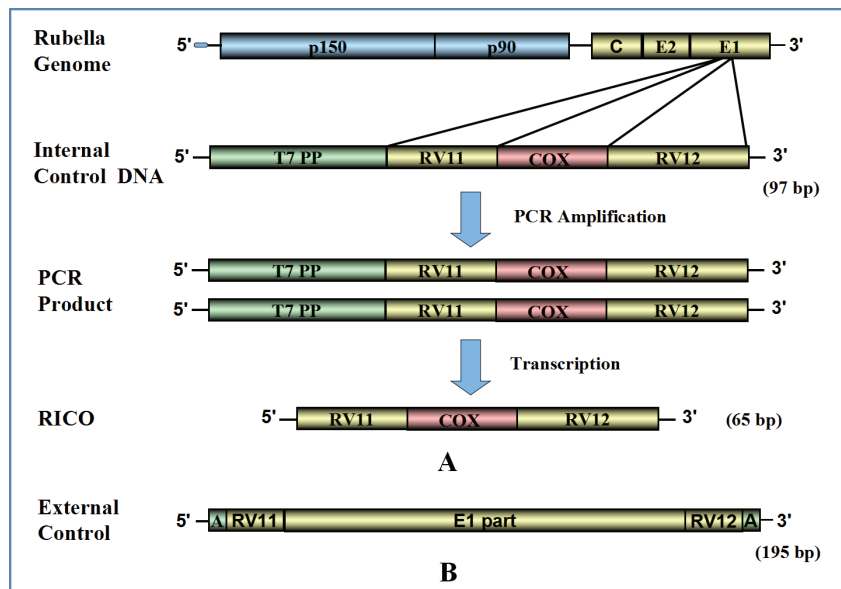 Rubella Genome 5' p150 p90 C E2 E1 3'
Internal Control DNA 5' T7 PP RV11 COX RV12 3'
(97 bp)
PCR Amplification
PCR Product 5' T7 PP RV11 COX RV12 3'
5' T7 PP RV11 COX RV12 3'
Transcription
RICO 5' RV11 COX RV12 3' (65 bp)
A
External Control 5' A RV11 E1 part RV12 A 3'
(195 bp)
B